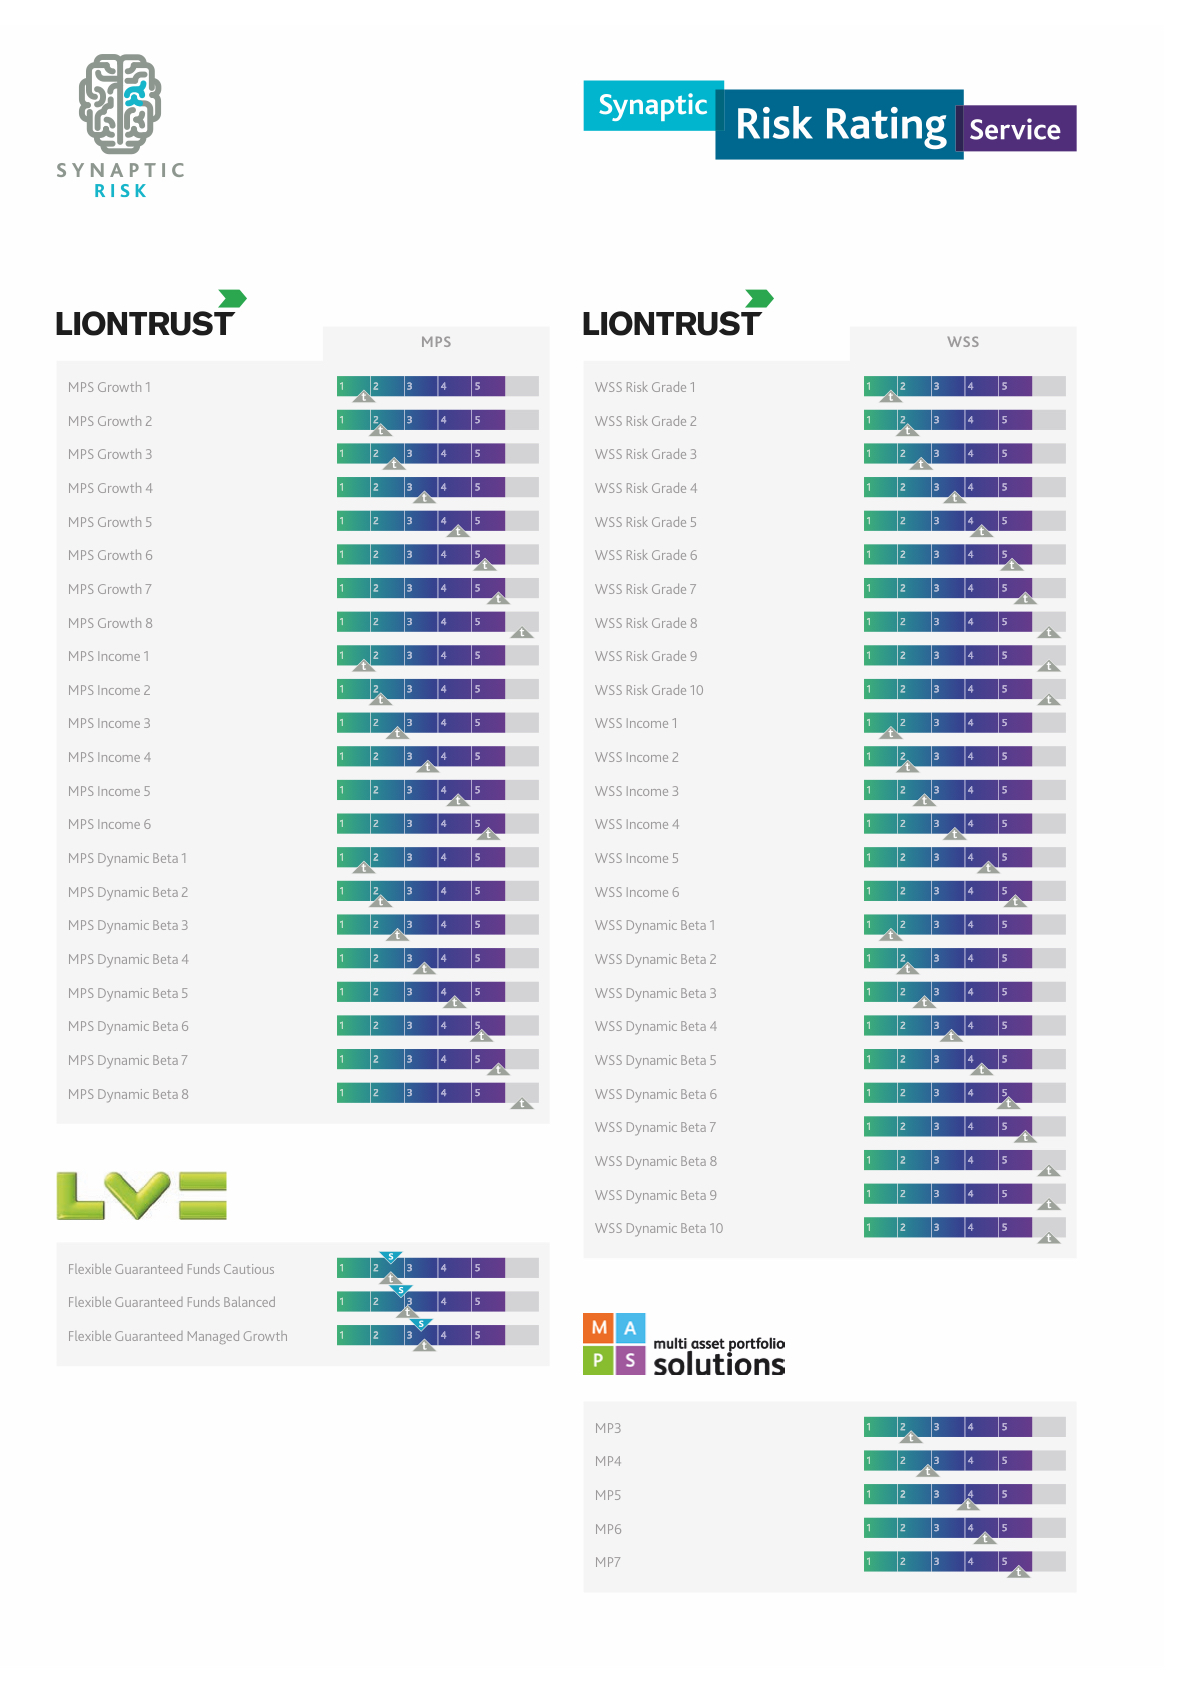 SYNAPTIC
RISK
Synaptic Risk Rating Service
LIONTRUST
MPS
MPS Growth 1 1 2 3 4 5 t
MPS Growth 2 1 2 3 4 5 t
MPS Growth 3 1 2 3 4 5 t
MPS Growth 4 1 2 3 4 5 t
MPS Growth 5 1 2 3 4 5 t
MPS Growth 6 1 2 3 4 5 t
MPS Growth 7 1 2 3 4 5 t
MPS Growth 8 1 2 3 4 5 t
MPS Income 1 1 2 3 4 5 t
MPS Income 2 1 2 3 4 5 t
MPS Income 3 1 2 3 4 5 t
MPS Income 4 1 2 3 4 5 t
MPS Income 5 1 2 3 4 5 t
MPS Income 6 1 2 3 4 5 t
MPS Dynamic Beta 1 1 2 3 4 5 t
MPS Dynamic Beta 2 1 2 3 4 5 t
MPS Dynamic Beta 3 1 2 3 4 5 t
MPS Dynamic Beta 4 1 2 3 4 5 t
MPS Dynamic Beta 5 1 2 3 4 5 t
MPS Dynamic Beta 6 1 2 3 4 5 t
MPS Dynamic Beta 7 1 2 3 4 5 t
MPS Dynamic Beta 8 1 2 3 4 5 t
LV=
s
Flexible Guaranteed Funds Cautious 1 2 3 4 5 t
s
Flexible Guaranteed Funds Balanced 1 2 3 4 5 t
s
Flexible Guaranteed Managed Growth 1 2 3 4 5 t
LIONTRUST
WSS
WSS Risk Grade 1 1 2 3 4 5 t
WSS Risk Grade 2 1 2 3 4 5 t
WSS Risk Grade 3 1 2 3 4 5 t
WSS Risk Grade 4 1 2 3 4 5 t
WSS Risk Grade 5 1 2 3 4 5 t
WSS Risk Grade 6 1 2 3 4 5 t
WSS Risk Grade 7 1 2 3 4 5 t
WSS Risk Grade 8 1 2 3 4 5 t
WSS Risk Grade 9 1 2 3 4 5 t
WSS Risk Grade 10 1 2 3 4 5 t
WSS Income 1 1 2 3 4 5 t
WSS Income 2 1 2 3 4 5 t
WSS Income 3 1 2 3 4 5 t
WSS Income 4 1 2 3 4 5 t
WSS Income 5 1 2 3 4 5 t
WSS Income 6 1 2 3 4 5 t
WSS Dynamic Beta 1 1 2 3 4 5 t
WSS Dynamic Beta 2 1 2 3 4 5 t
WSS Dynamic Beta 3 1 2 3 4 5 t
WSS Dynamic Beta 4 1 2 3 4 5 t
WSS Dynamic Beta 5 1 2 3 4 5 t
WSS Dynamic Beta 6 1 2 3 4 5 t
WSS Dynamic Beta 7 1 2 3 4 5 t
WSS Dynamic Beta 8 1 2 3 4 5 t
WSS Dynamic Beta 9 1 2 3 4 5 t
WSS Dynamic Beta 10 1 2 3 4 5 t
M A
P S
multi asset portfolio
solutions
MP3 1 2 3 4 5 t
MP4 1 2 3 4 5 t
MP5 1 2 3 4 5 t
MP6 1 2 3 4 5 t
MP7 1 2 3 4 5 t